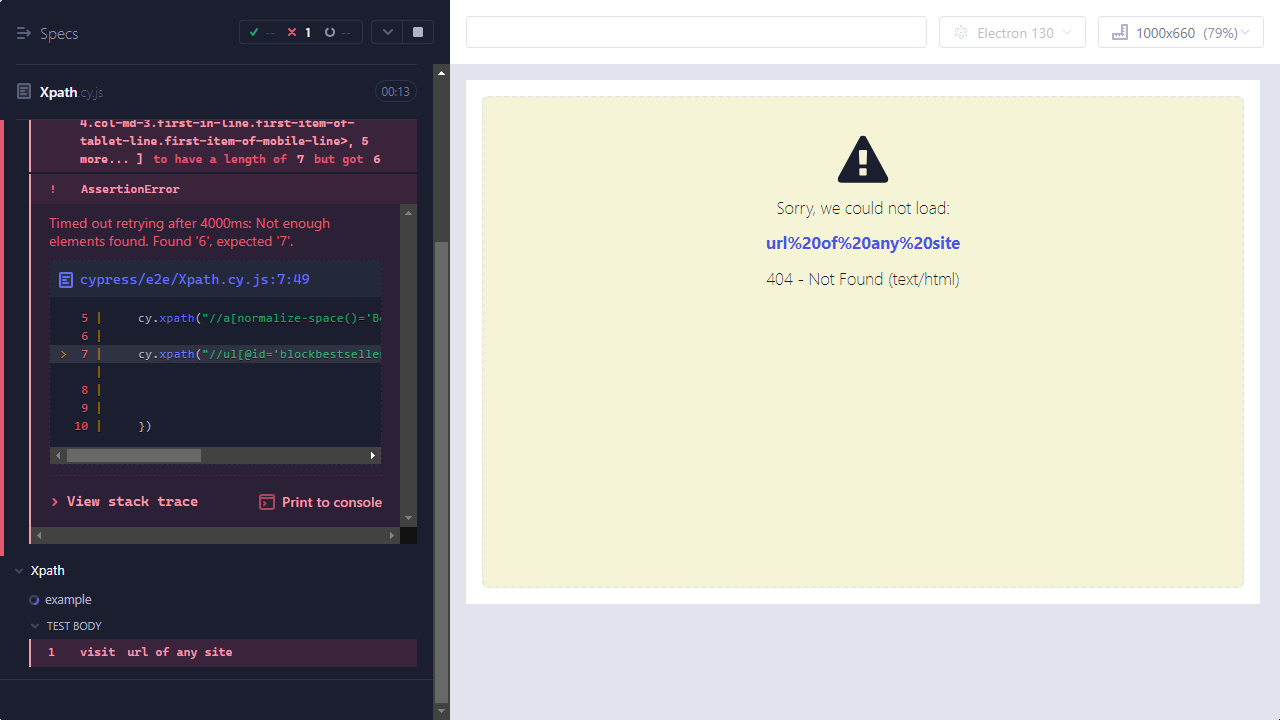 Specs
-- 1 --
Xpath.cy.js
00:13
4.col-md-3.first-in-line.first-item-of-
tablet-line.first-item-of-mobile-line>, 5
more... ] to have a length of 7 but got 6
! AssertionError
Timed out retrying after 4000ms: Not enough
elements found. Found '6', expected '7'.
cypress/e2e/Xpath.cy.js:7:49
5 | cy.xpath("//a[normalize-space()='Be
6 |
> 7 | cy.xpath("//ul[@id='blockbestselle
|
8 |
9 |
10 | })
> View stack trace
Print to console
Xpath
example
TEST BODY
1 visit url of any site
Electron 130
1000x660 (79%)
Sorry, we could not load:
url%20of%20any%20site
404 - Not Found (text/html)